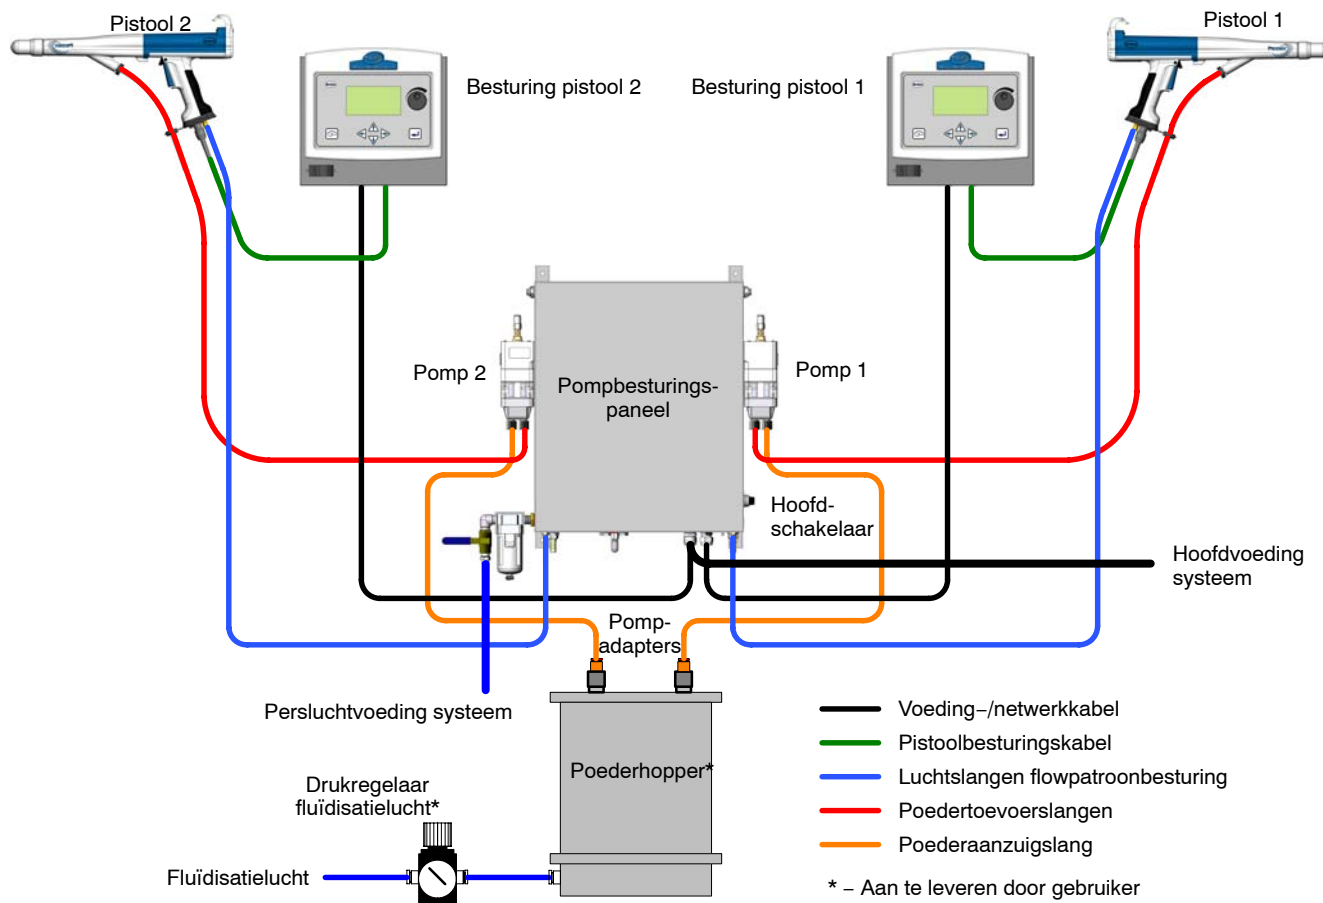 Pistool 2
Pistool 1
Besturing pistool 2
Besturing pistool 1
Pomp 2
Pompbesturings-
paneel
Pomp 1
Hoofd-
schakelaar
Hoofdvoeding
systeem
Pomp-
adapters
Persluchtvoeding systeem
Poederhopper*
Drukregelaar
fluïdisatielucht*
Fluïdisatielucht
Voeding–/netwerkkabel
Pistoolbesturingskabel
Luchtslangen flowpatroonbesturing
Poedertoevoerslangen
Poederaanzuigslang
* – Aan te leveren door gebruiker